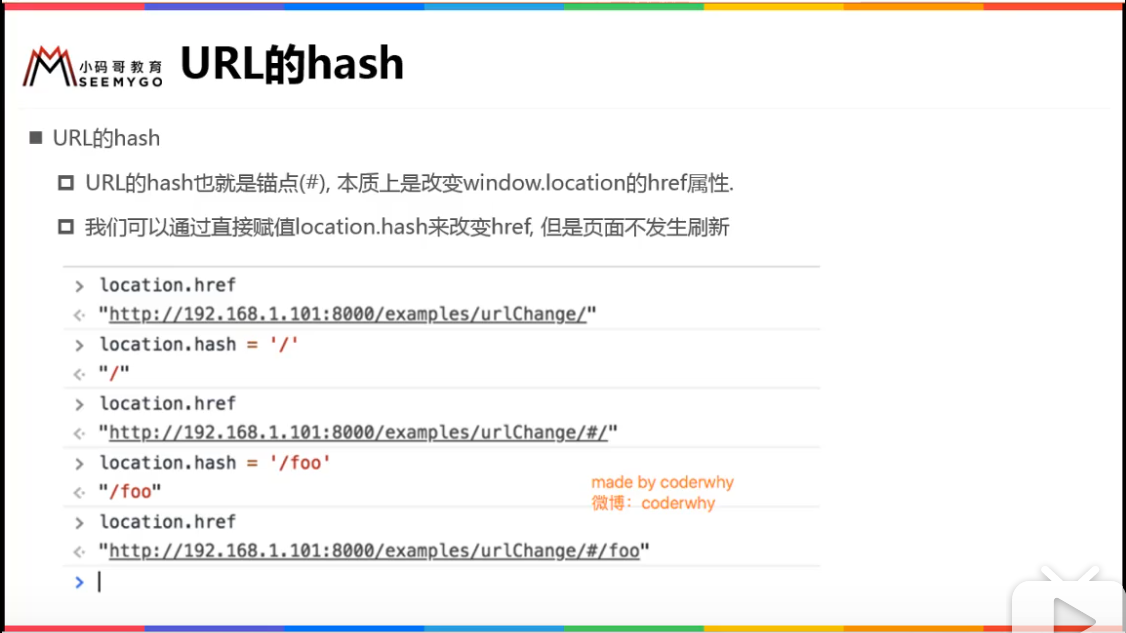 小码哥教育
SEEMYGO
URL的hash
URL的hash
URL的hash也就是锚点(#), 本质上是改变window.location的href属性.
我们可以通过直接赋值location.hash来改变href, 但是页面不发生刷新
> location.href
<· "http://192.168.1.101:8000/examples/urlChange/"
> location.hash = '/'
<· "/"
> location.href
<· "http://192.168.1.101:8000/examples/urlChange/#/"
> location.hash = '/foo'
<· "/foo"
> location.href
<· "http://192.168.1.101:8000/examples/urlChange/#/foo"
>
made by coderwhy
微博：coderwhy